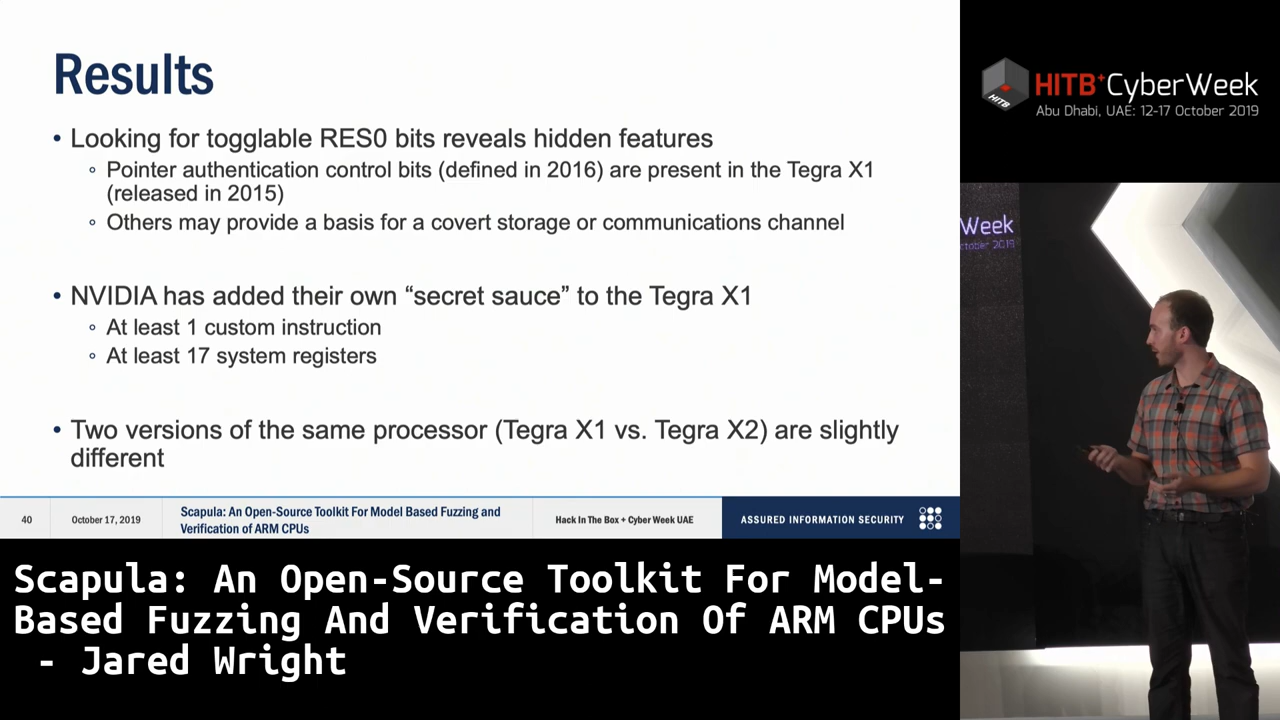 Results
• Looking for togglable RES0 bits reveals hidden features
◦ Pointer authentication control bits (defined in 2016) are present in the Tegra X1
(released in 2015)
◦ Others may provide a basis for a covert storage or communications channel
• NVIDIA has added their own “secret sauce” to the Tegra X1
◦ At least 1 custom instruction
◦ At least 17 system registers
• Two versions of the same processor (Tegra X1 vs. Tegra X2) are slightly
different
40
October 17, 2019
Scapula: An Open-Source Toolkit For Model Based Fuzzing and
Verification of ARM CPUs
Hack In The Box + Cyber Week UAE
ASSURED INFORMATION SECURITY
Scapula: An Open-Source Toolkit For Model-
Based Fuzzing And Verification Of ARM CPUs
- Jared Wright
HITB
HITB+CyberWeek
Abu Dhabi, UAE: 12-17 October 2019
Week
ctober 2019